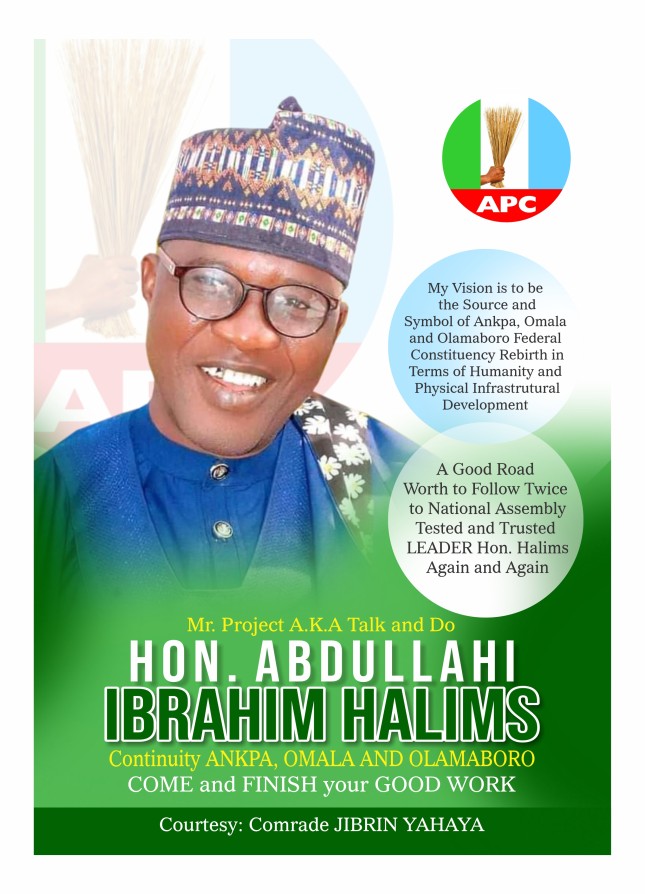 APC
My Vision is to be
the Source and
Symbol of Ankpa, Omala
and Olamaboro Federal
Constituency Rebirth in
Terms of Humanity and
Physical Infrastrutural
Development
A Good Road
Worth to Follow Twice
to National Assembly
Tested and Trusted
LEADER Hon. Halims
Again and Again
Mr. Project A.K.A Talk and Do
HON. ABDULLAHI
IBRAHIM HALIMS
Continuity ANKPA, OMALA AND OLAMABORO
COME and FINISH your GOOD WORK
Courtesy: Comrade JIBRIN YAHAYA